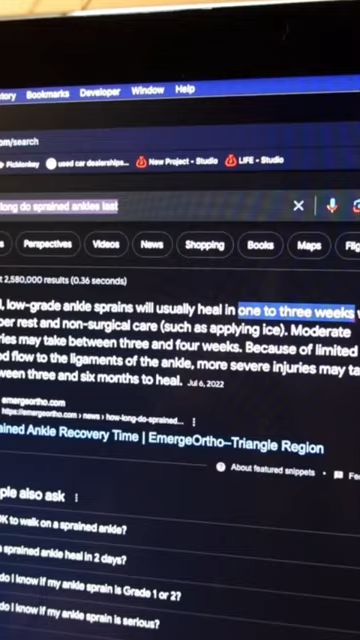 tory Bookmarks Developer Window Help
om/search
PicMonkey used car dealerships... New Project - Studio LIFE - Studio
long do sprained ankles last
s Perspectives Videos News Shopping Books Maps Flig
t 2,580,000 results (0.36 seconds)
l, low-grade ankle sprains will usually heal in one to three weeks w
per rest and non-surgical care (such as applying ice). Moderate
ries may take between three and four weeks. Because of limited
od flow to the ligaments of the ankle, more severe injuries may ta
ween three and six months to heal. Jul 6, 2022
emergeortho.com
https://emergeortho.com › news › how-long-do-sprained...
ained Ankle Recovery Time | EmergeOrtho–Triangle Region
About featured snippets • Fe
ple also ask
OK to walk on a sprained ankle?
a sprained ankle heal in 2 days?
do I know if my ankle sprain is Grade 1 or 2?
do I know if my ankle sprain is serious?